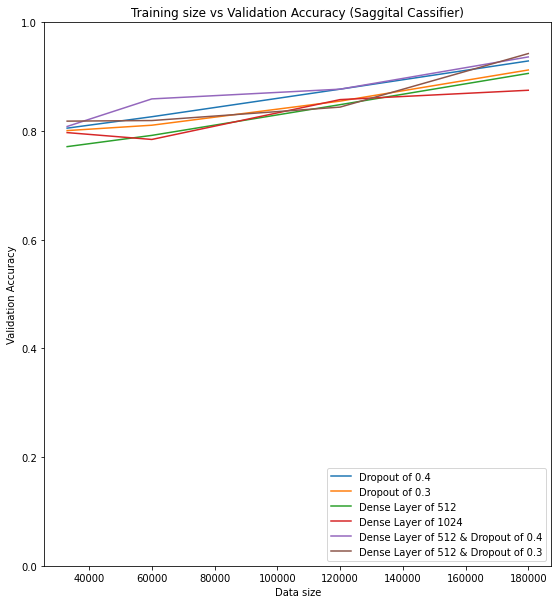 Training size vs Validation Accuracy (Saggital Cassifier)
1.0
0.8
0.6
0.4
0.2
0.0
Validation Accuracy
Dropout of 0.4
Dropout of 0.3
Dense Layer of 512
Dense Layer of 1024
Dense Layer of 512 & Dropout of 0.4
Dense Layer of 512 & Dropout of 0.3
40000 60000 80000 100000 120000 140000 160000 180000
Data size